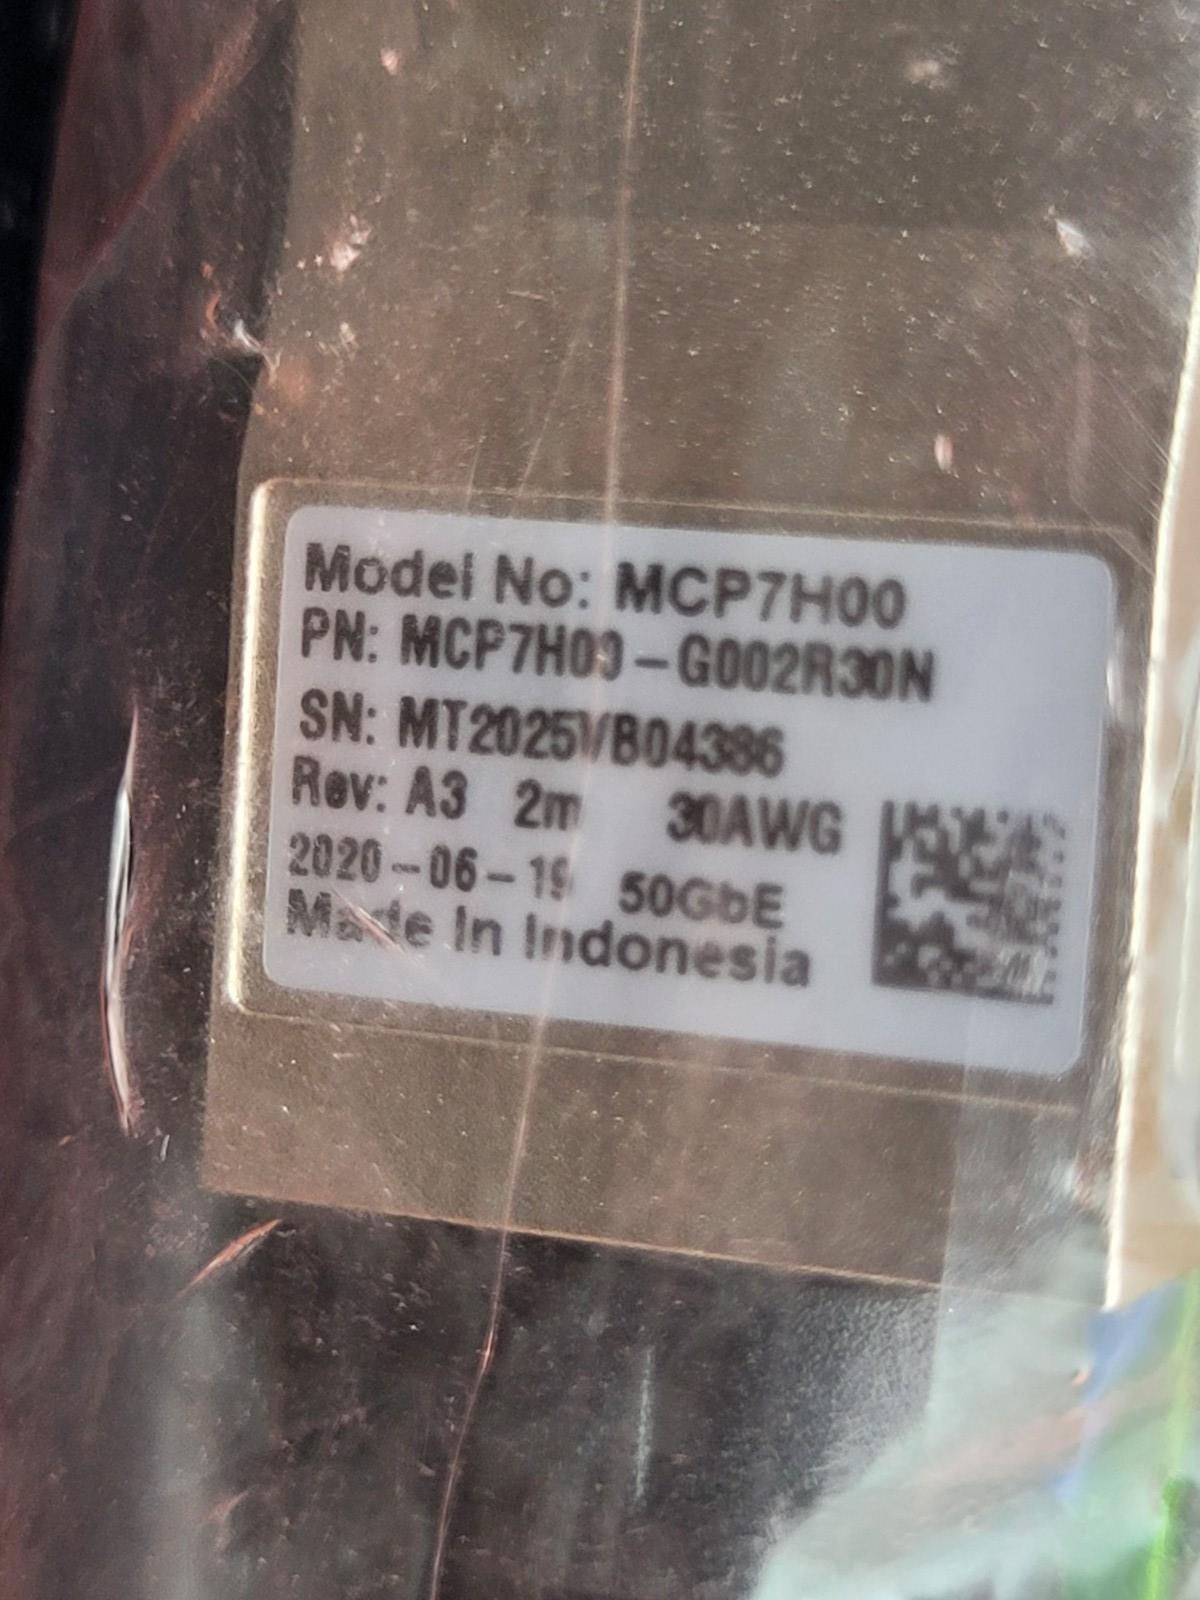 Model No: MCP7H00
PN: MCP7H00-G002R30N
SN: MT2025VB04386
Rev: A3 2m 30AWG
2020-06-19 50GbE
Made In Indonesia